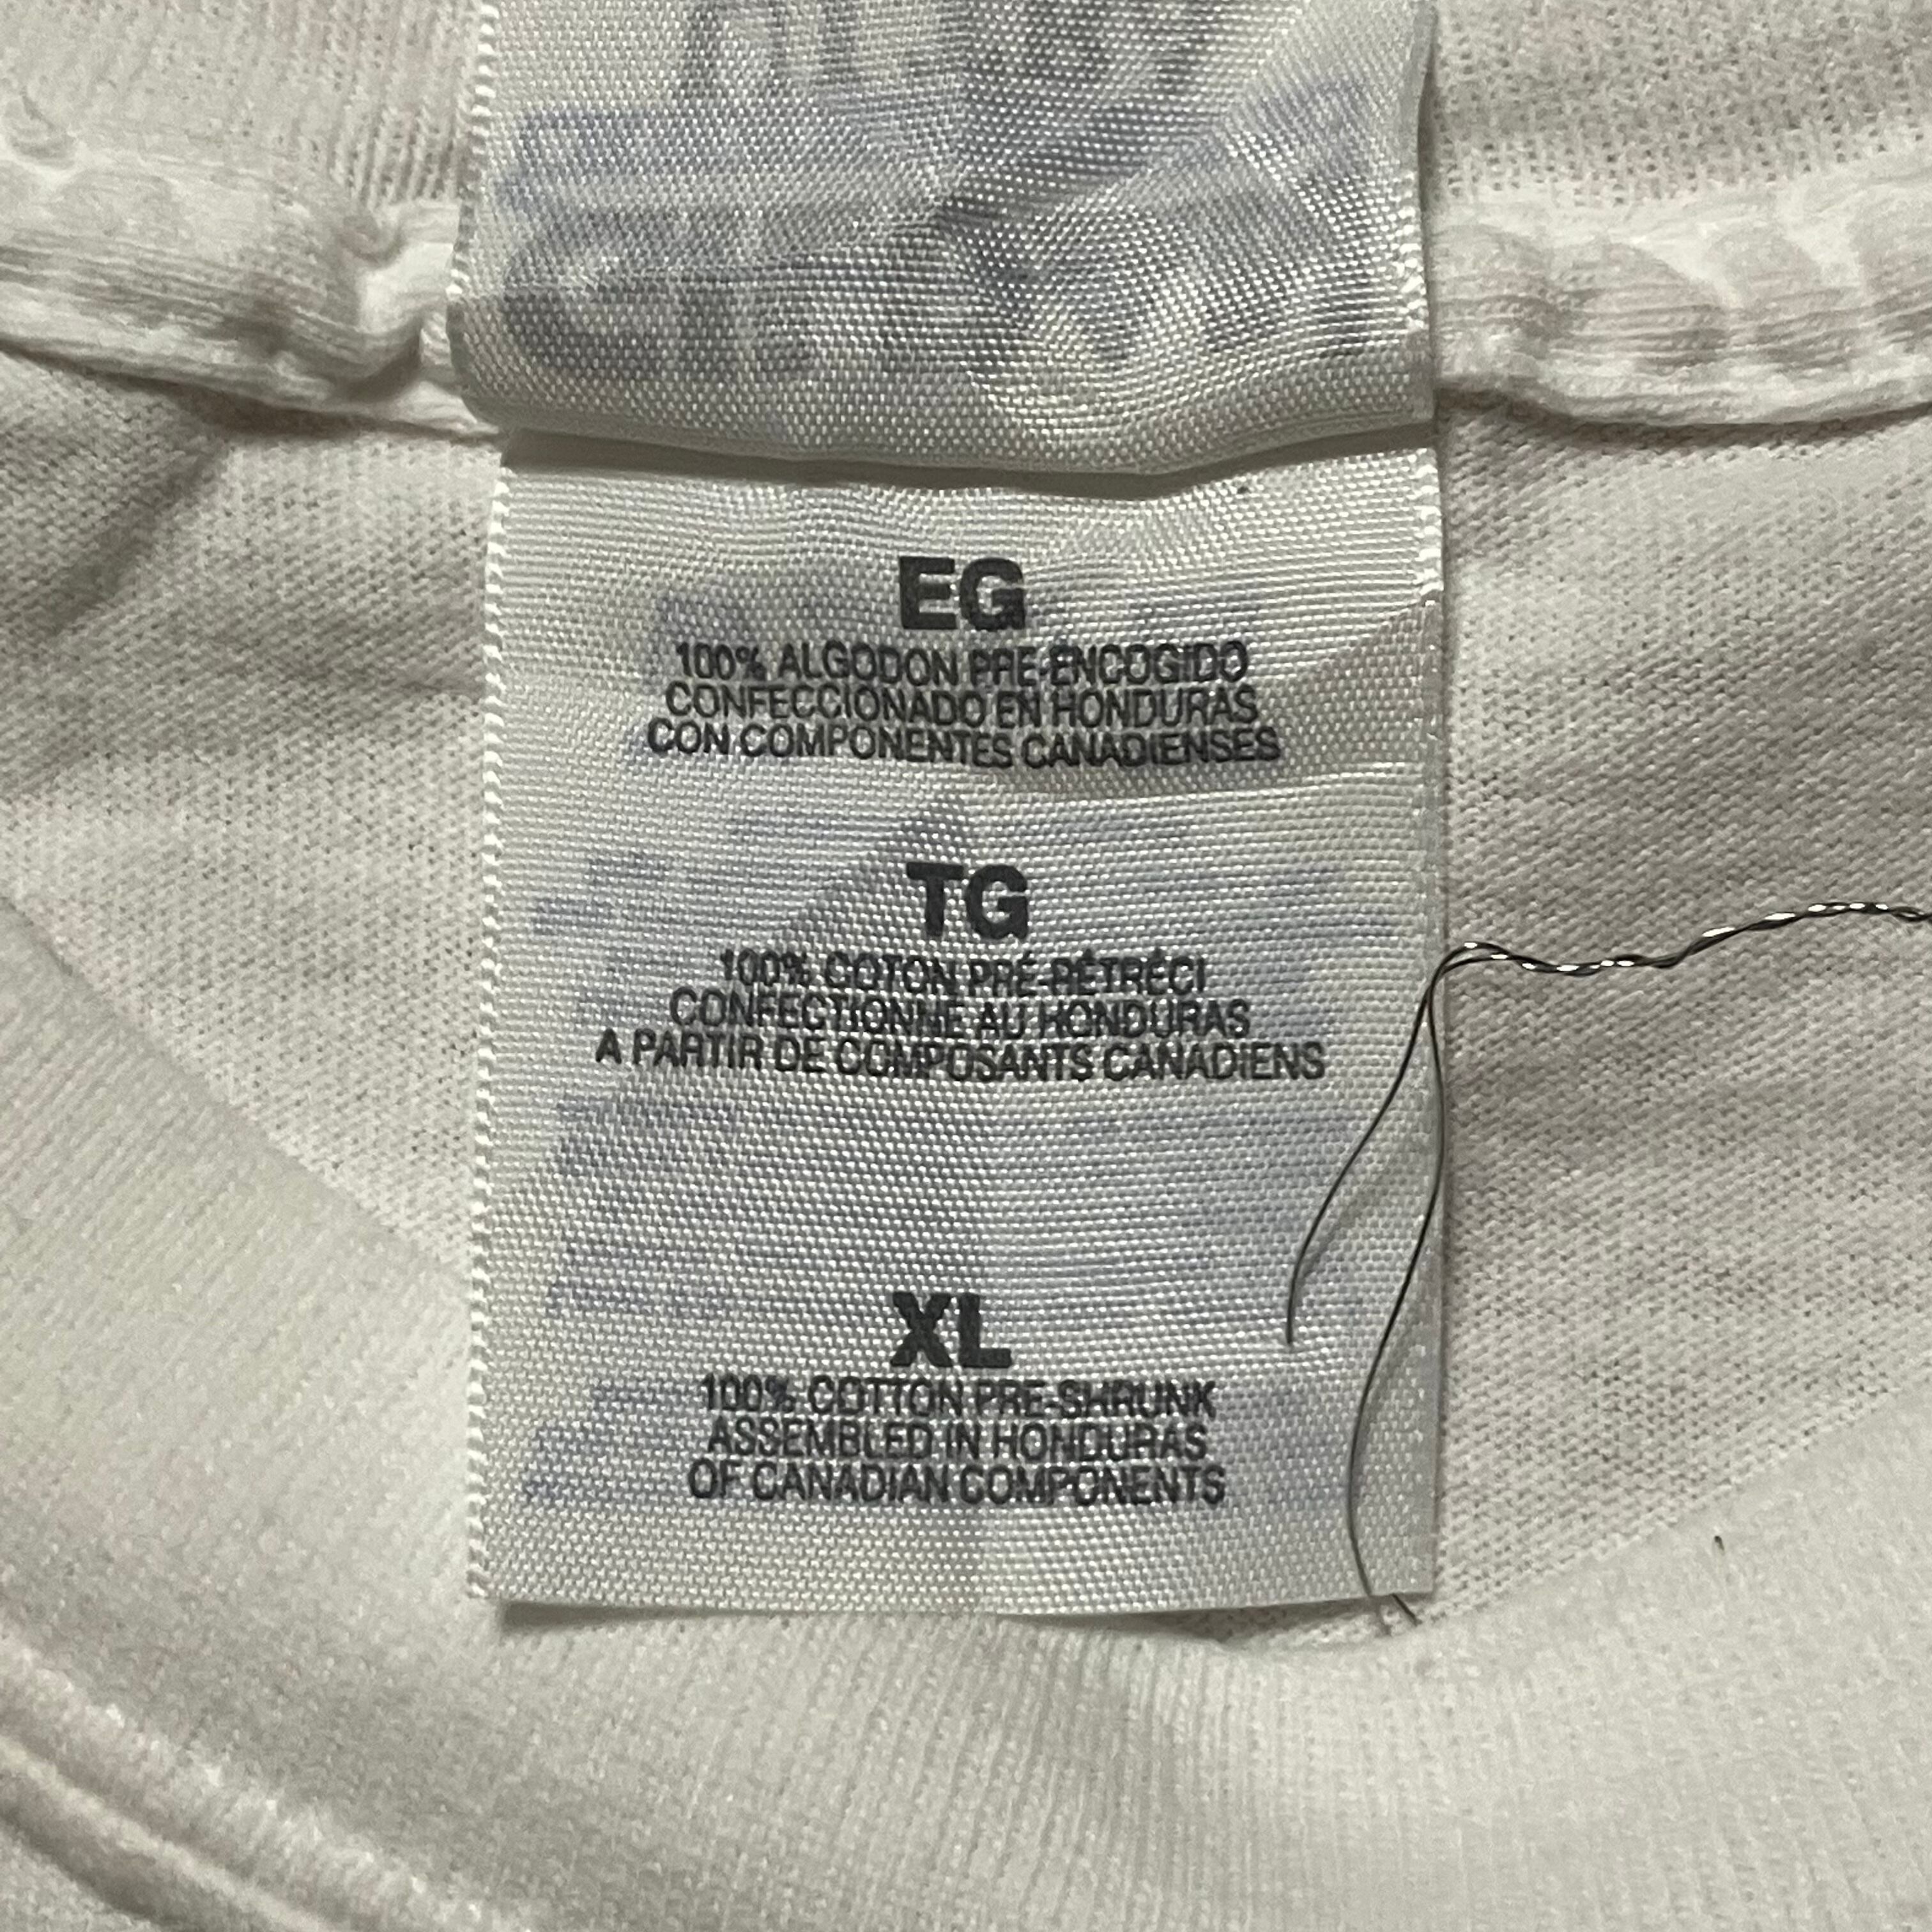 EG
100% ALGODON PRE-ENCOGIDO
CONFECCIONADO EN HONDURAS
CON COMPONENTES CANADIENSES
TG
100% COTON PRÉ-RÉTRÉCI
CONFECTIONNE AU HONDURAS
A PARTIR DE COMPOSANTS CANADIENS
XL
100% COTTON PRE-SHRUNK
ASSEMBLED IN HONDURAS
OF CANADIAN COMPONENTS